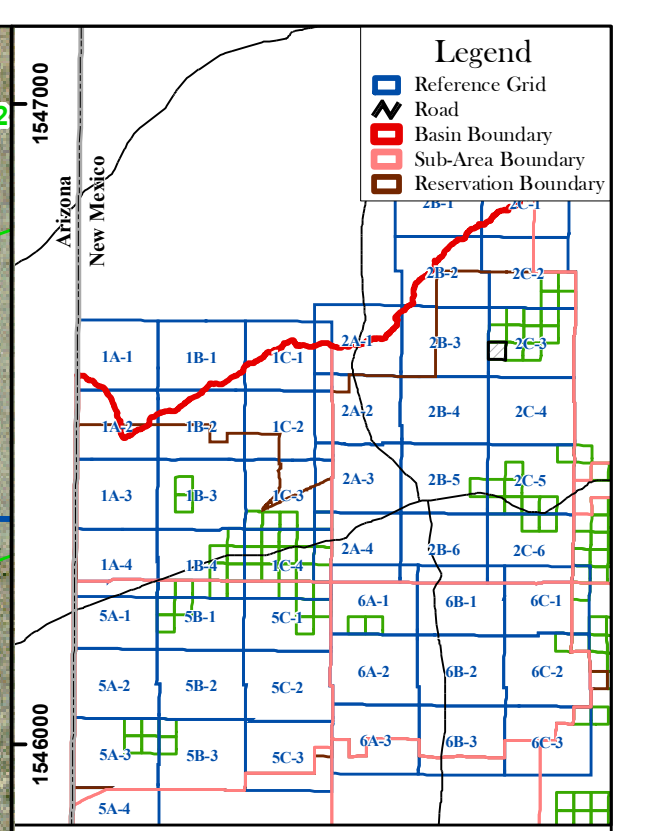 Legend
Reference Grid
Road
Basin Boundary
Sub-Area Boundary
Reservation Boundary
1547000
2
Arizona
New Mexico
2B-1
2C-1
2B-2
2C-2
1A-1
1B-1
1C-1
2A-1
2B-3
2C-3
1A-2
1B-2
1C-2
2A-2
2B-4
2C-4
1A-3
1B-3
1C-3
2A-3
2B-5
2C-5
1A-4
1B-4
1C-4
2A-4
2B-6
2C-6
5A-1
5B-1
5C-1
6A-1
6B-1
6C-1
5A-2
5B-2
5C-2
6A-2
6B-2
6C-2
1546000
5A-3
5B-3
5C-3
6A-3
6B-3
6C-3
5A-4